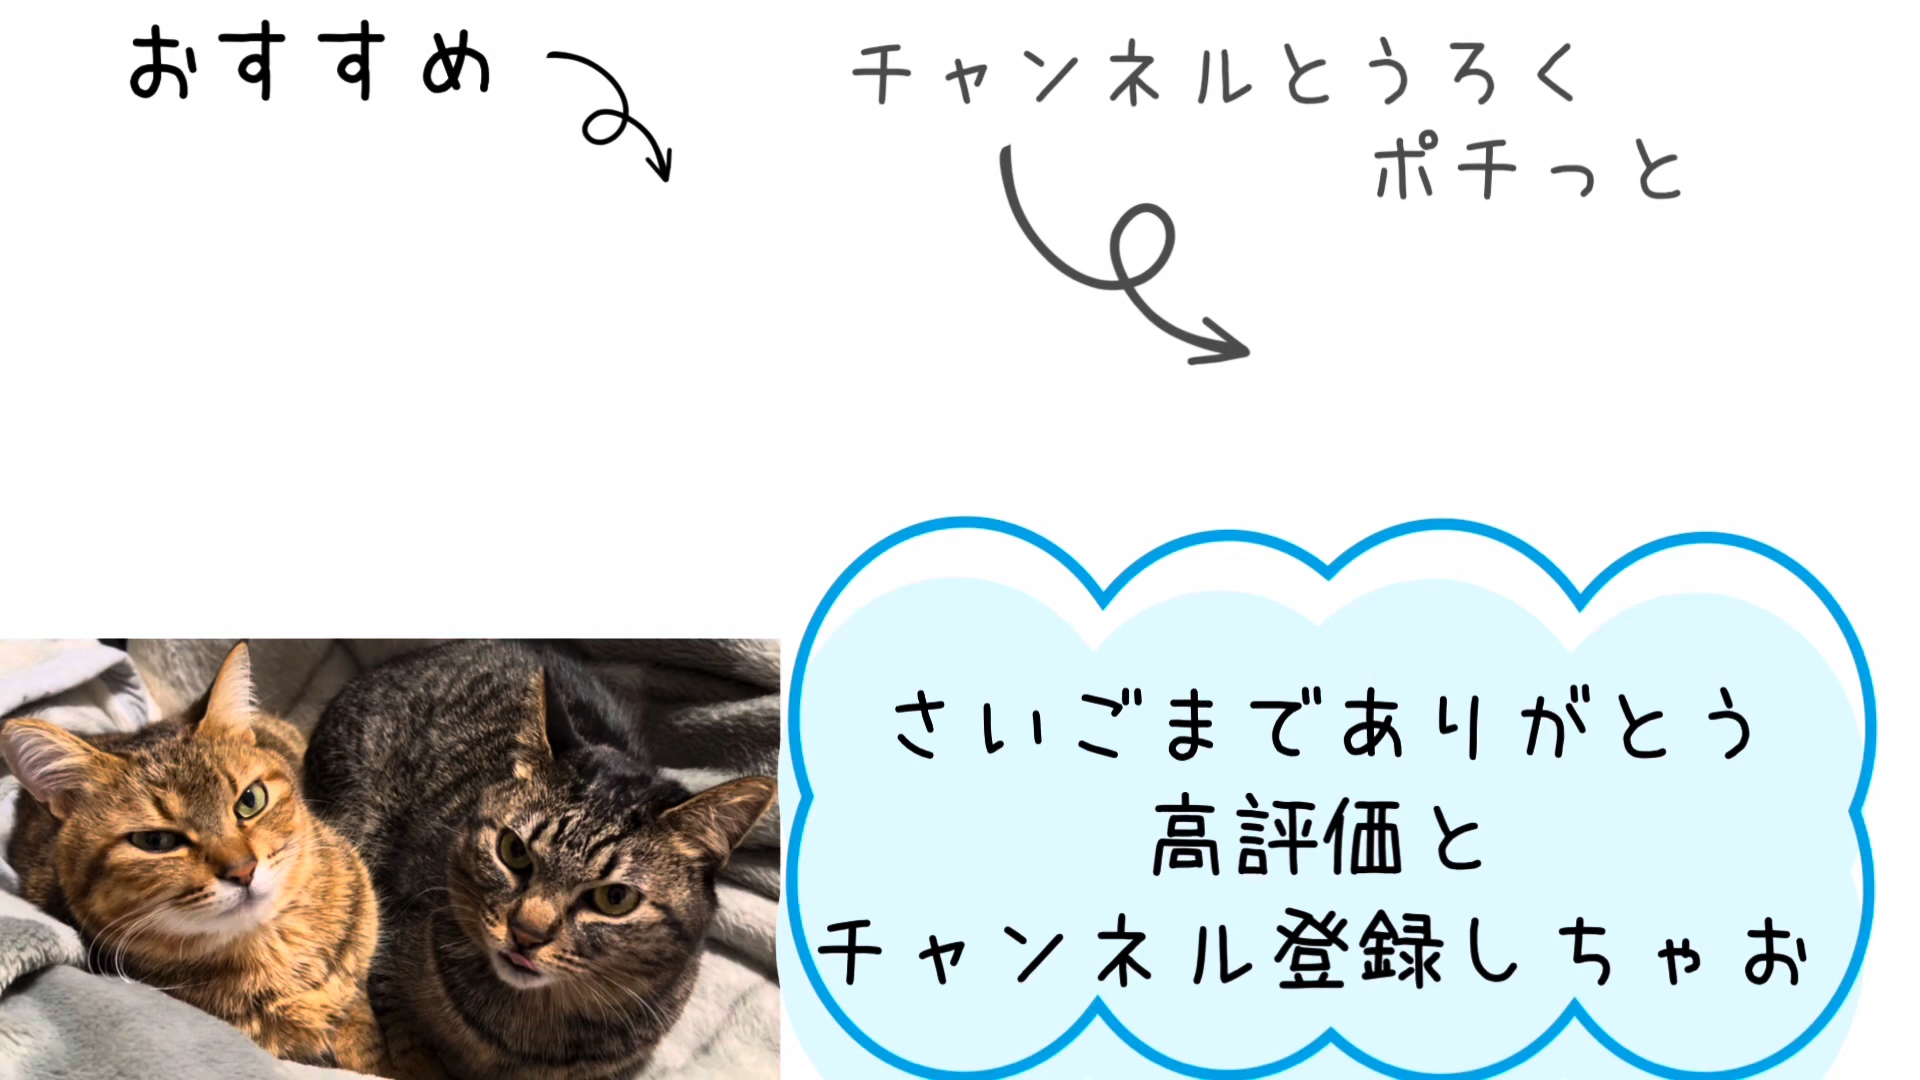 おすすめ
チャンネルとうろく
ポチっと
さいごまでありがとう
高評価と
チャンネル登録しちゃお